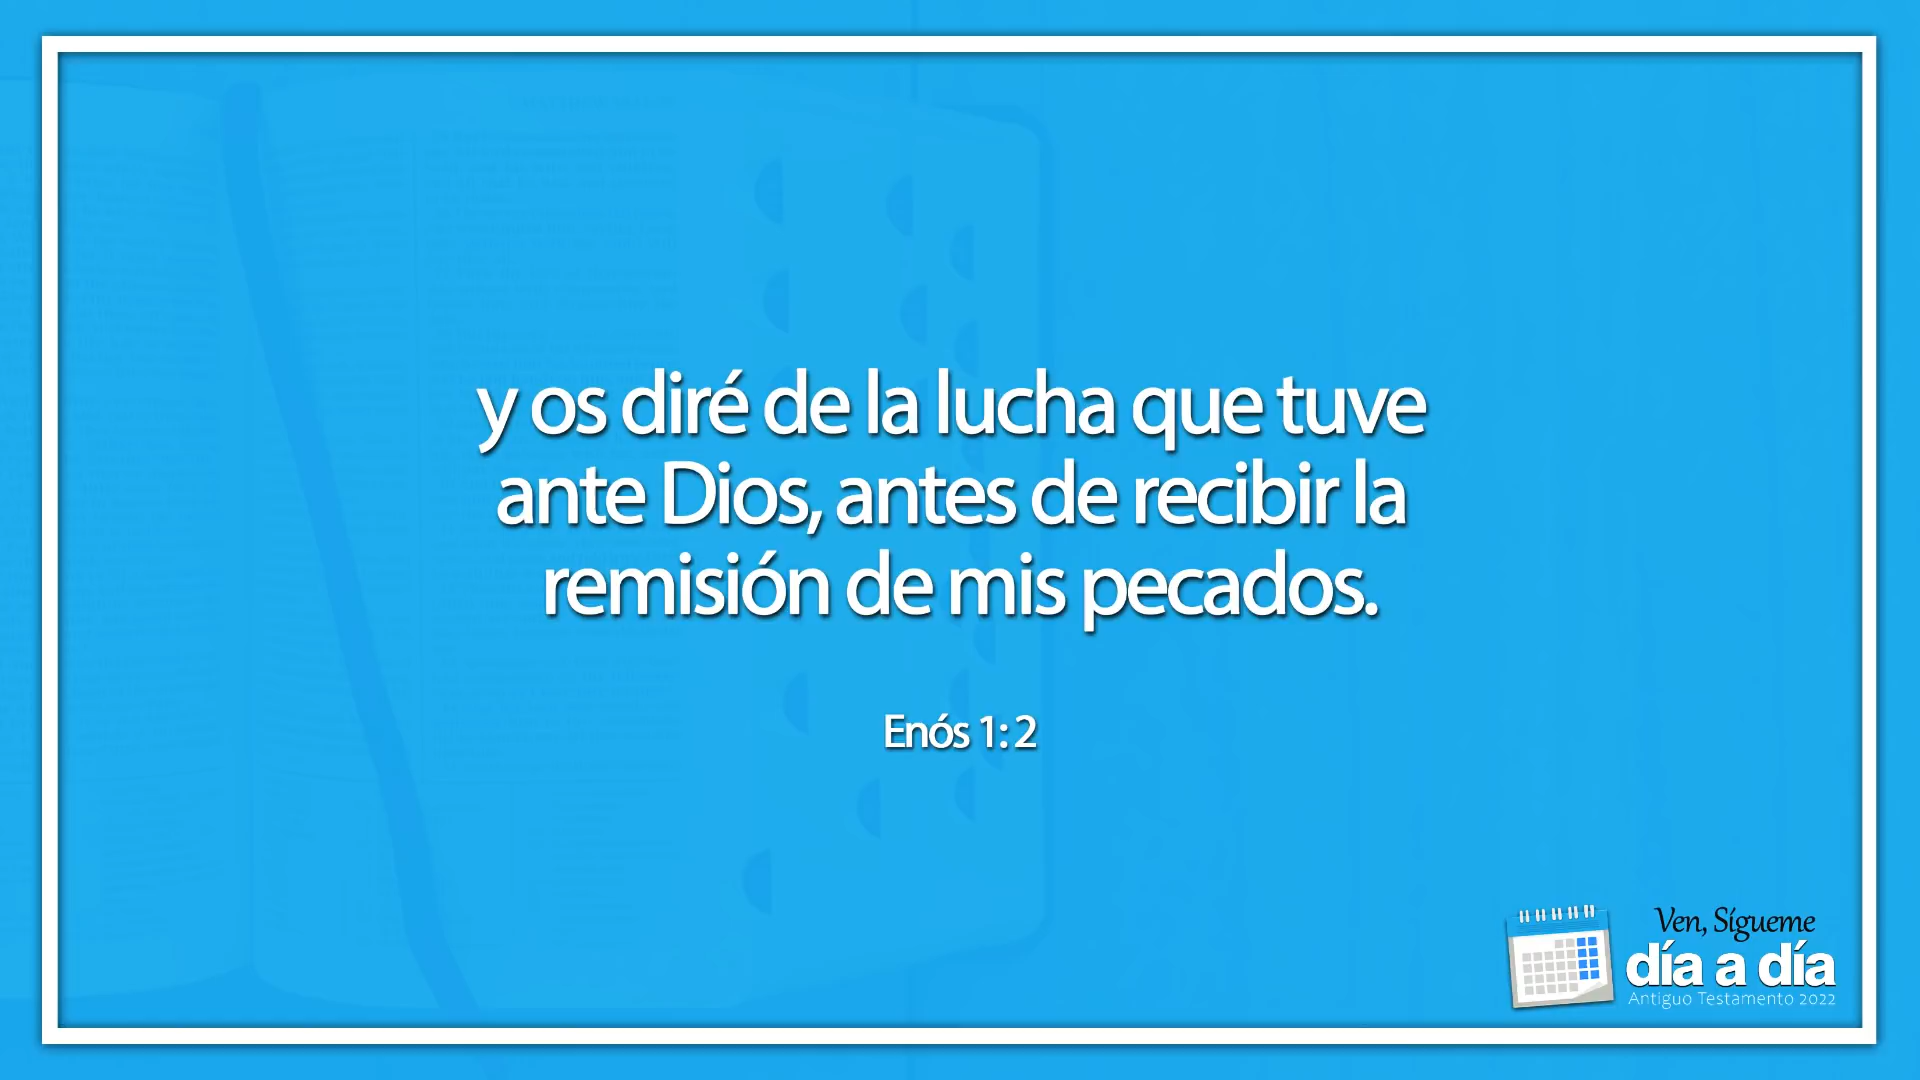 y os diré de la lucha que tuve
ante Dios, antes de recibir la
remisión de mis pecados.
Enós 1: 2
Ven, Sígueme
día a día
Antiguo Testamento 2022